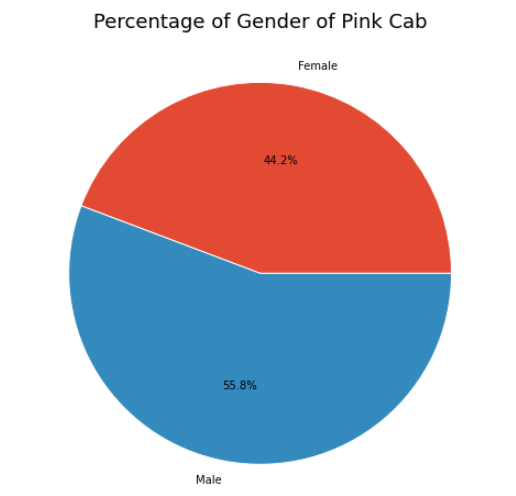 Percentage of Gender of Pink Cab
Female
44.2%
55.8%
Male